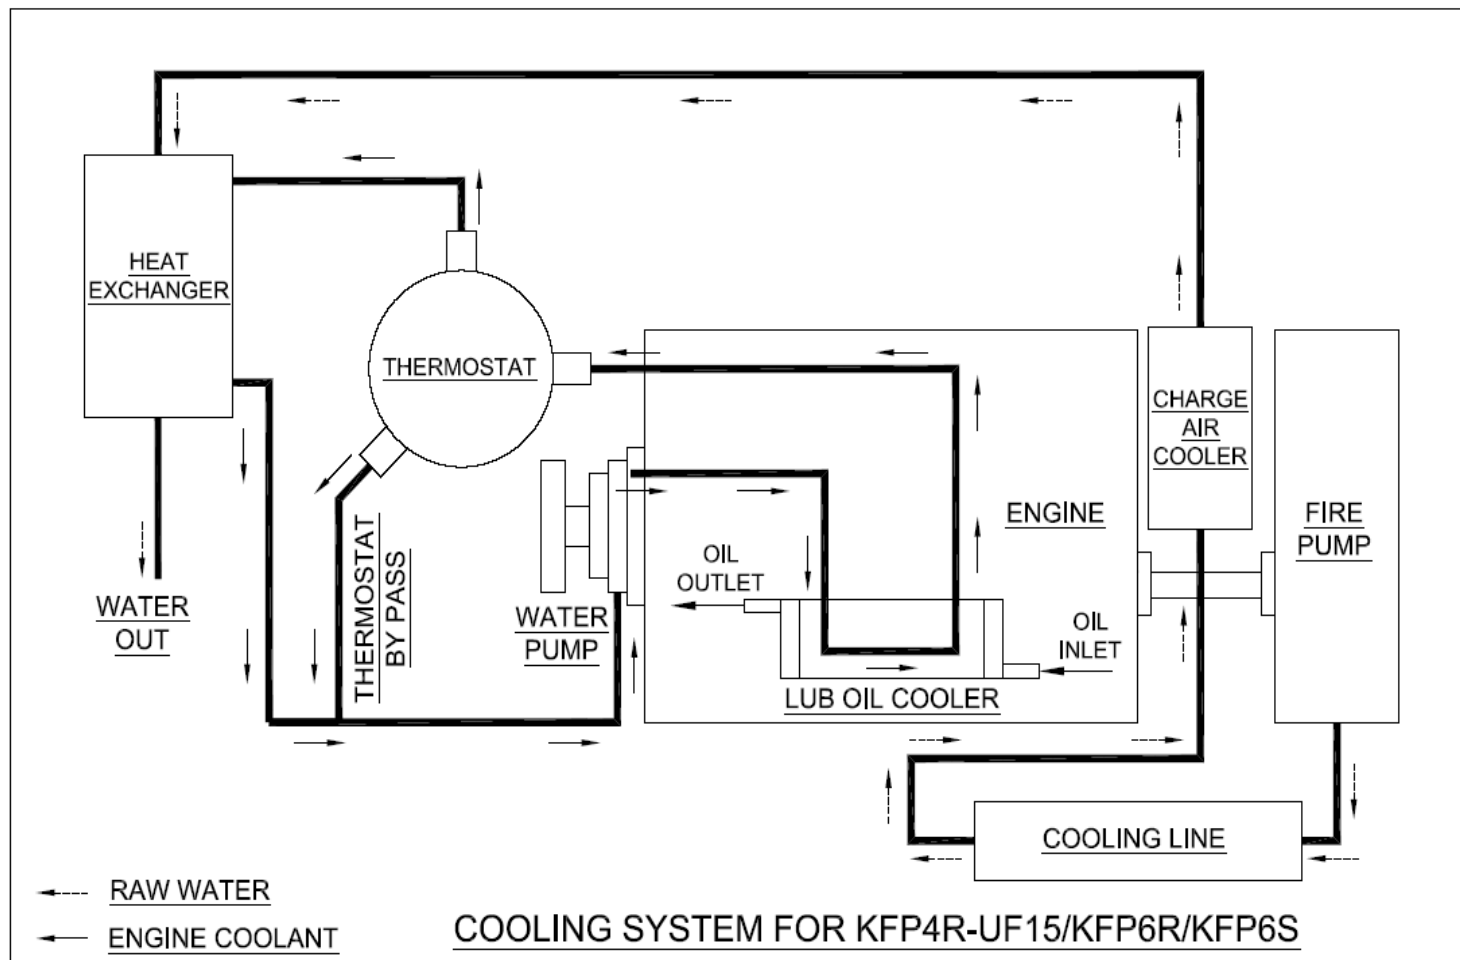 HEAT
EXCHANGER
THERMOSTAT
CHARGE
AIR
COOLER
FIRE
PUMP
ENGINE
THERMOSTAT
BY PASS
WATER
PUMP
OIL
OUTLET
OIL
INLET
LUB OIL COOLER
WATER
OUT
COOLING LINE
RAW WATER
ENGINE COOLANT
COOLING SYSTEM FOR KFP4R-UF15/KFP6R/KFP6S